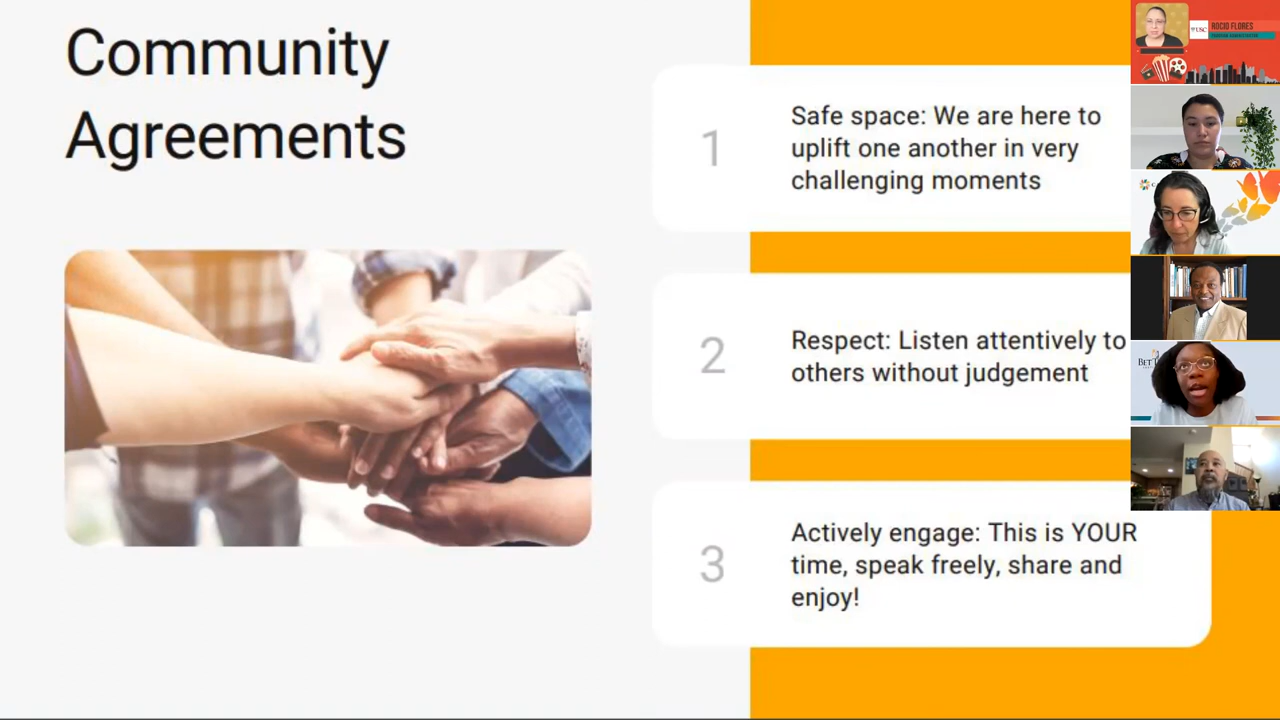 Community
Agreements
1
Safe space: We are here to
uplift one another in very
challenging moments
2
Respect: Listen attentively to
others without judgement
3
Actively engage: This is YOUR
time, speak freely, share and
enjoy!
USC
ROCIO FLORES